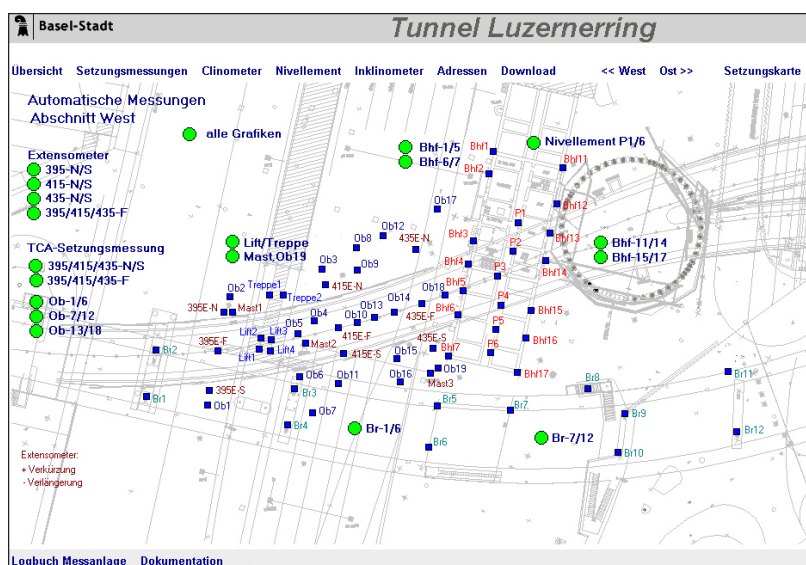 Basel-Stadt
Tunnel Luzernerring
Übersicht Setzungsmessungen Clinometer Nivellement Inklinometer Adressen Download << West Ost >> Setzungskarte
Automatische Messungen
Abschnitt West
alle Grafiken
Bhf-1/5
Bhf-6/7
Nivellement P1/6
Extensometer
395-N/S
415-N/S
435-N/S
395/415/435-F
TCA-Setzungsmessung
395/415/435-N/S
395/415/435-F
Ob-1/6
Ob-7/12
Ob-13/18
Lift/Treppe
Mast,Ob19
Bhf-11/14
Bhf-15/17
Br-1/6
Br-7/12
Bhf1
Bhf2
Bhf11
Bhf12
Ob17
P1
Ob12
Ob8
435E-N
Bhf3
Bhf13
P2
Ob3
Ob9
Bhf4
Bhf14
P3
Treppe1
415E-N
Ob2
Treppe2
Ob18
Bhf5
395E-N
Mast1
Ob14
Ob13
435E-F
Bhf6
P4
Bhf15
Ob4
Ob10
Lift2
Lift3
Ob5
415E-F
P5
Bhf16
Br2
395E-F
Lift1
Lift4
Mast2
415E-S
435E-S
Bhf7
P6
Ob15
Ob19
Bhf17
Ob6
Ob11
Ob16
Mast3
Br8
Br11
Br1
395E-S
Ob1
Br3
Br4
Ob7
Br5
Br6
Br7
Br9
Br10
Br12
Extensometer:
+ Verkürzung
- Verlängerung
Logbuch Messanlage Dokumentation